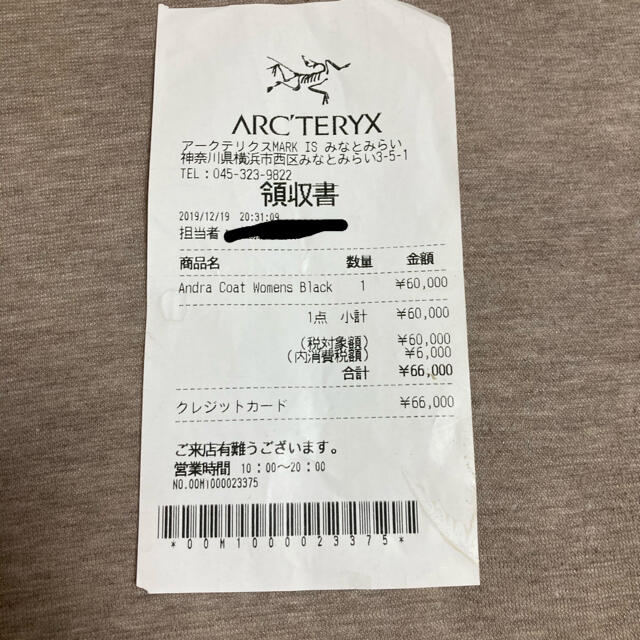 ARC'TERYX
アークテリクスMARK IS みなとみらい
神奈川県横浜市西区みなとみらい3-5-1
TEL:045-323-9822
領収書
2019/12/19 20:31:09
担当者
商品名 数量 金額
Andra Coat Womens Black 1 ¥60,000
1点 小計 ¥60,000
(税対象額) ¥60,000
(内消費税額) ¥6,000
合計 ¥66,000
クレジットカード ¥66,000
ご来店有難うございます。
営業時間 10:00～20:00
NO.00M1000023375
*00M1000023375*